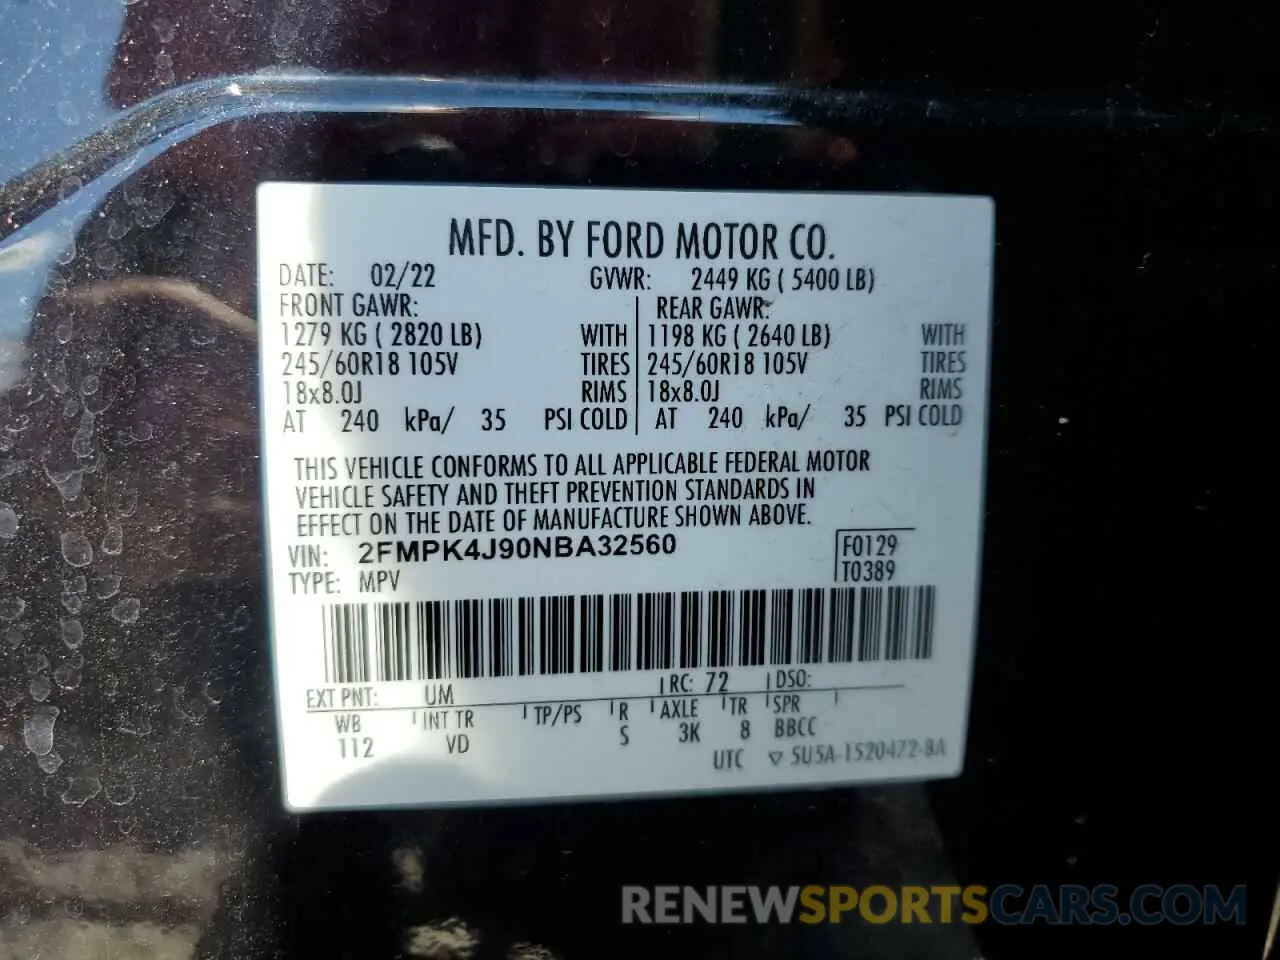 MFD. BY FORD MOTOR CO.
DATE: 02/22 GVWR: 2449 KG ( 5400 LB)
FRONT GAWR: REAR GAWR:
1279 KG ( 2820 LB) WITH 1198 KG ( 2640 LB) WITH
245/60R18 105V TIRES 245/60R18 105V TIRES
18x8.0J RIMS 18x8.0J RIMS
AT 240 kPa/ 35 PSI COLD AT 240 kPa/ 35 PSI COLD
THIS VEHICLE CONFORMS TO ALL APPLICABLE FEDERAL MOTOR
VEHICLE SAFETY AND THEFT PREVENTION STANDARDS IN
EFFECT ON THE DATE OF MANUFACTURE SHOWN ABOVE.
VIN: 2FMPK4J90NBA32560 F0129
TYPE: MPV T0389
EXT PNT: UM RC: 72 DSO:
WB INT TR TP/PS R AXLE TR SPR
112 VD S 3K 8 BBCC
UTC ▽ 5U5A-1520472-BA
RENEWSPORTSCARS.COM